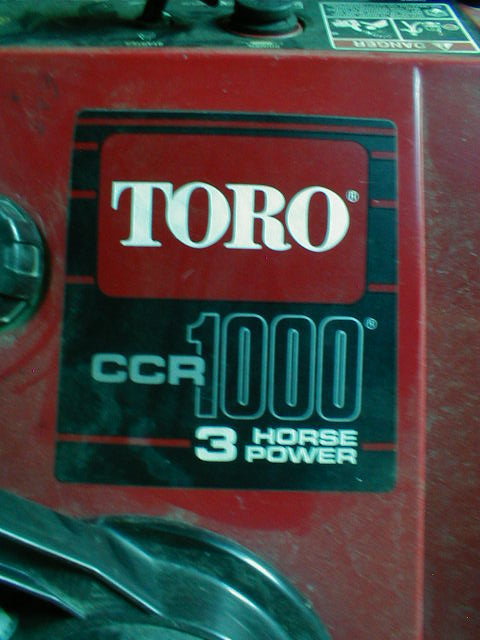 DANGER
TORO®
CCR 1000®
3 HORSE
POWER